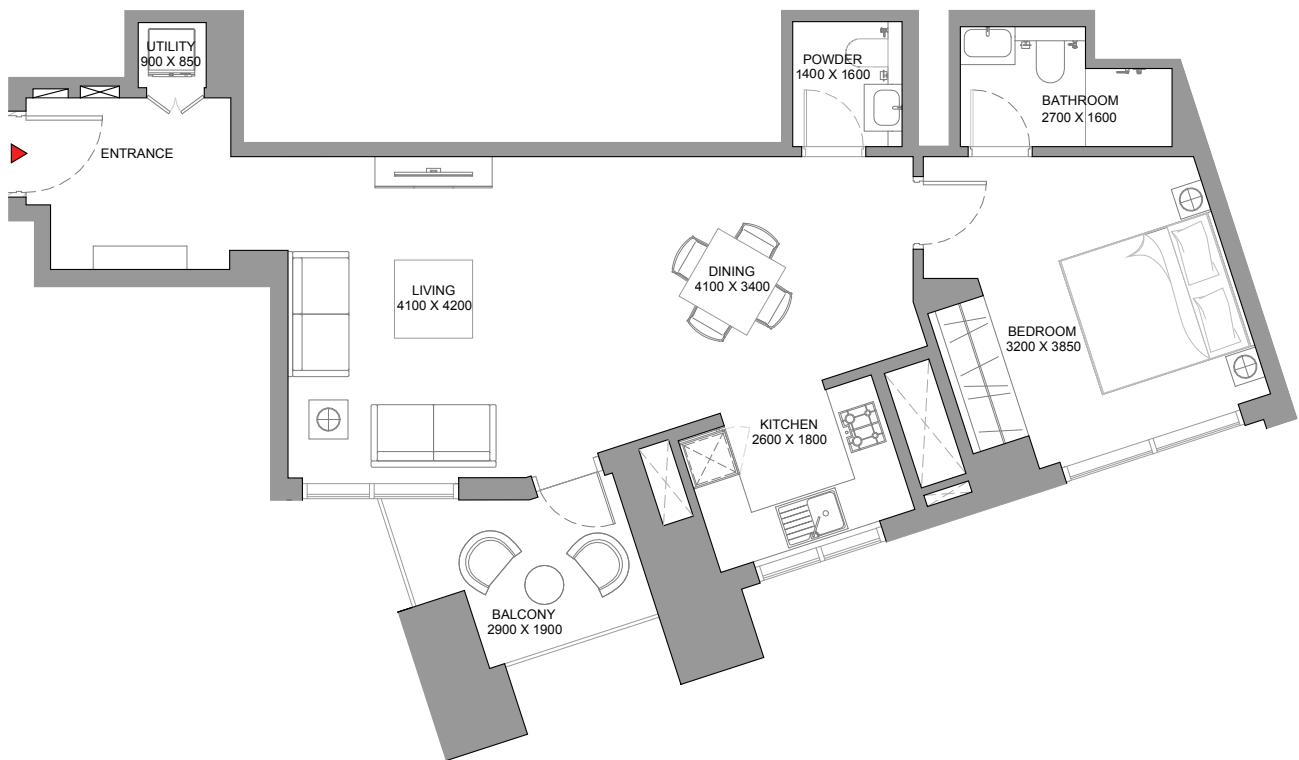 UTILITY
900 X 850
POWDER
1400 X 1600
BATHROOM
2700 X 1600
ENTRANCE
LIVING
4100 X 4200
DINING
4100 X 3400
BEDROOM
3200 X 3850
KITCHEN
2600 X 1800
BALCONY
2900 X 1900